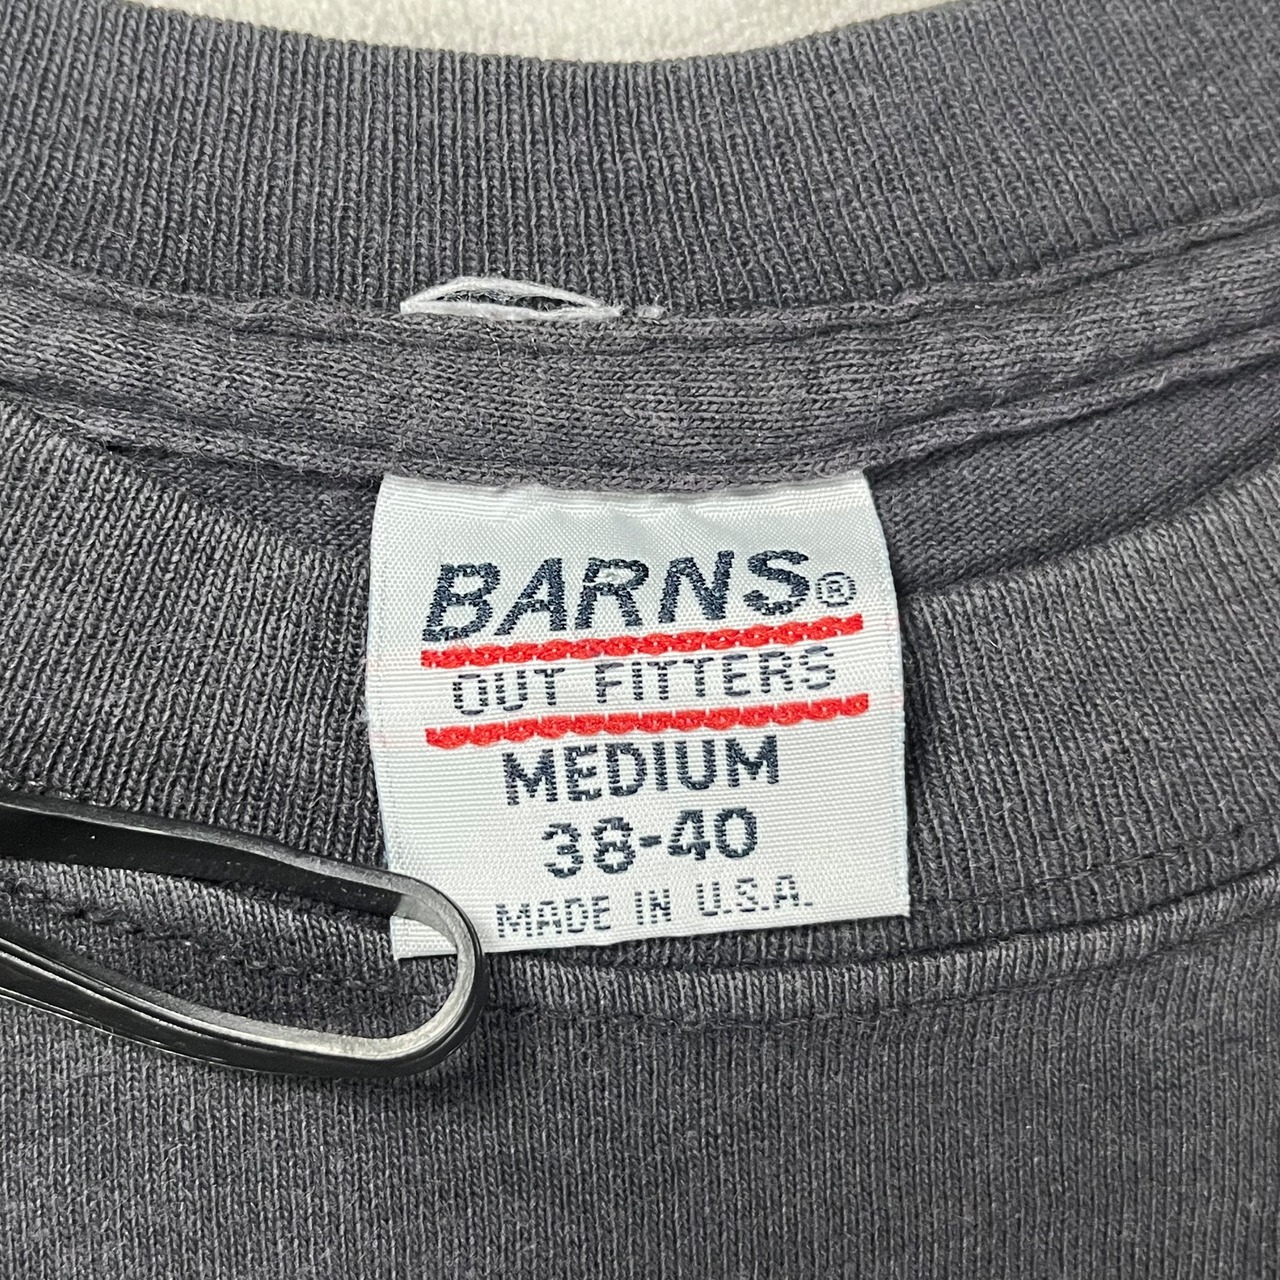 BARNS®
OUT FITTERS
MEDIUM
38-40
MADE IN U.S.A.